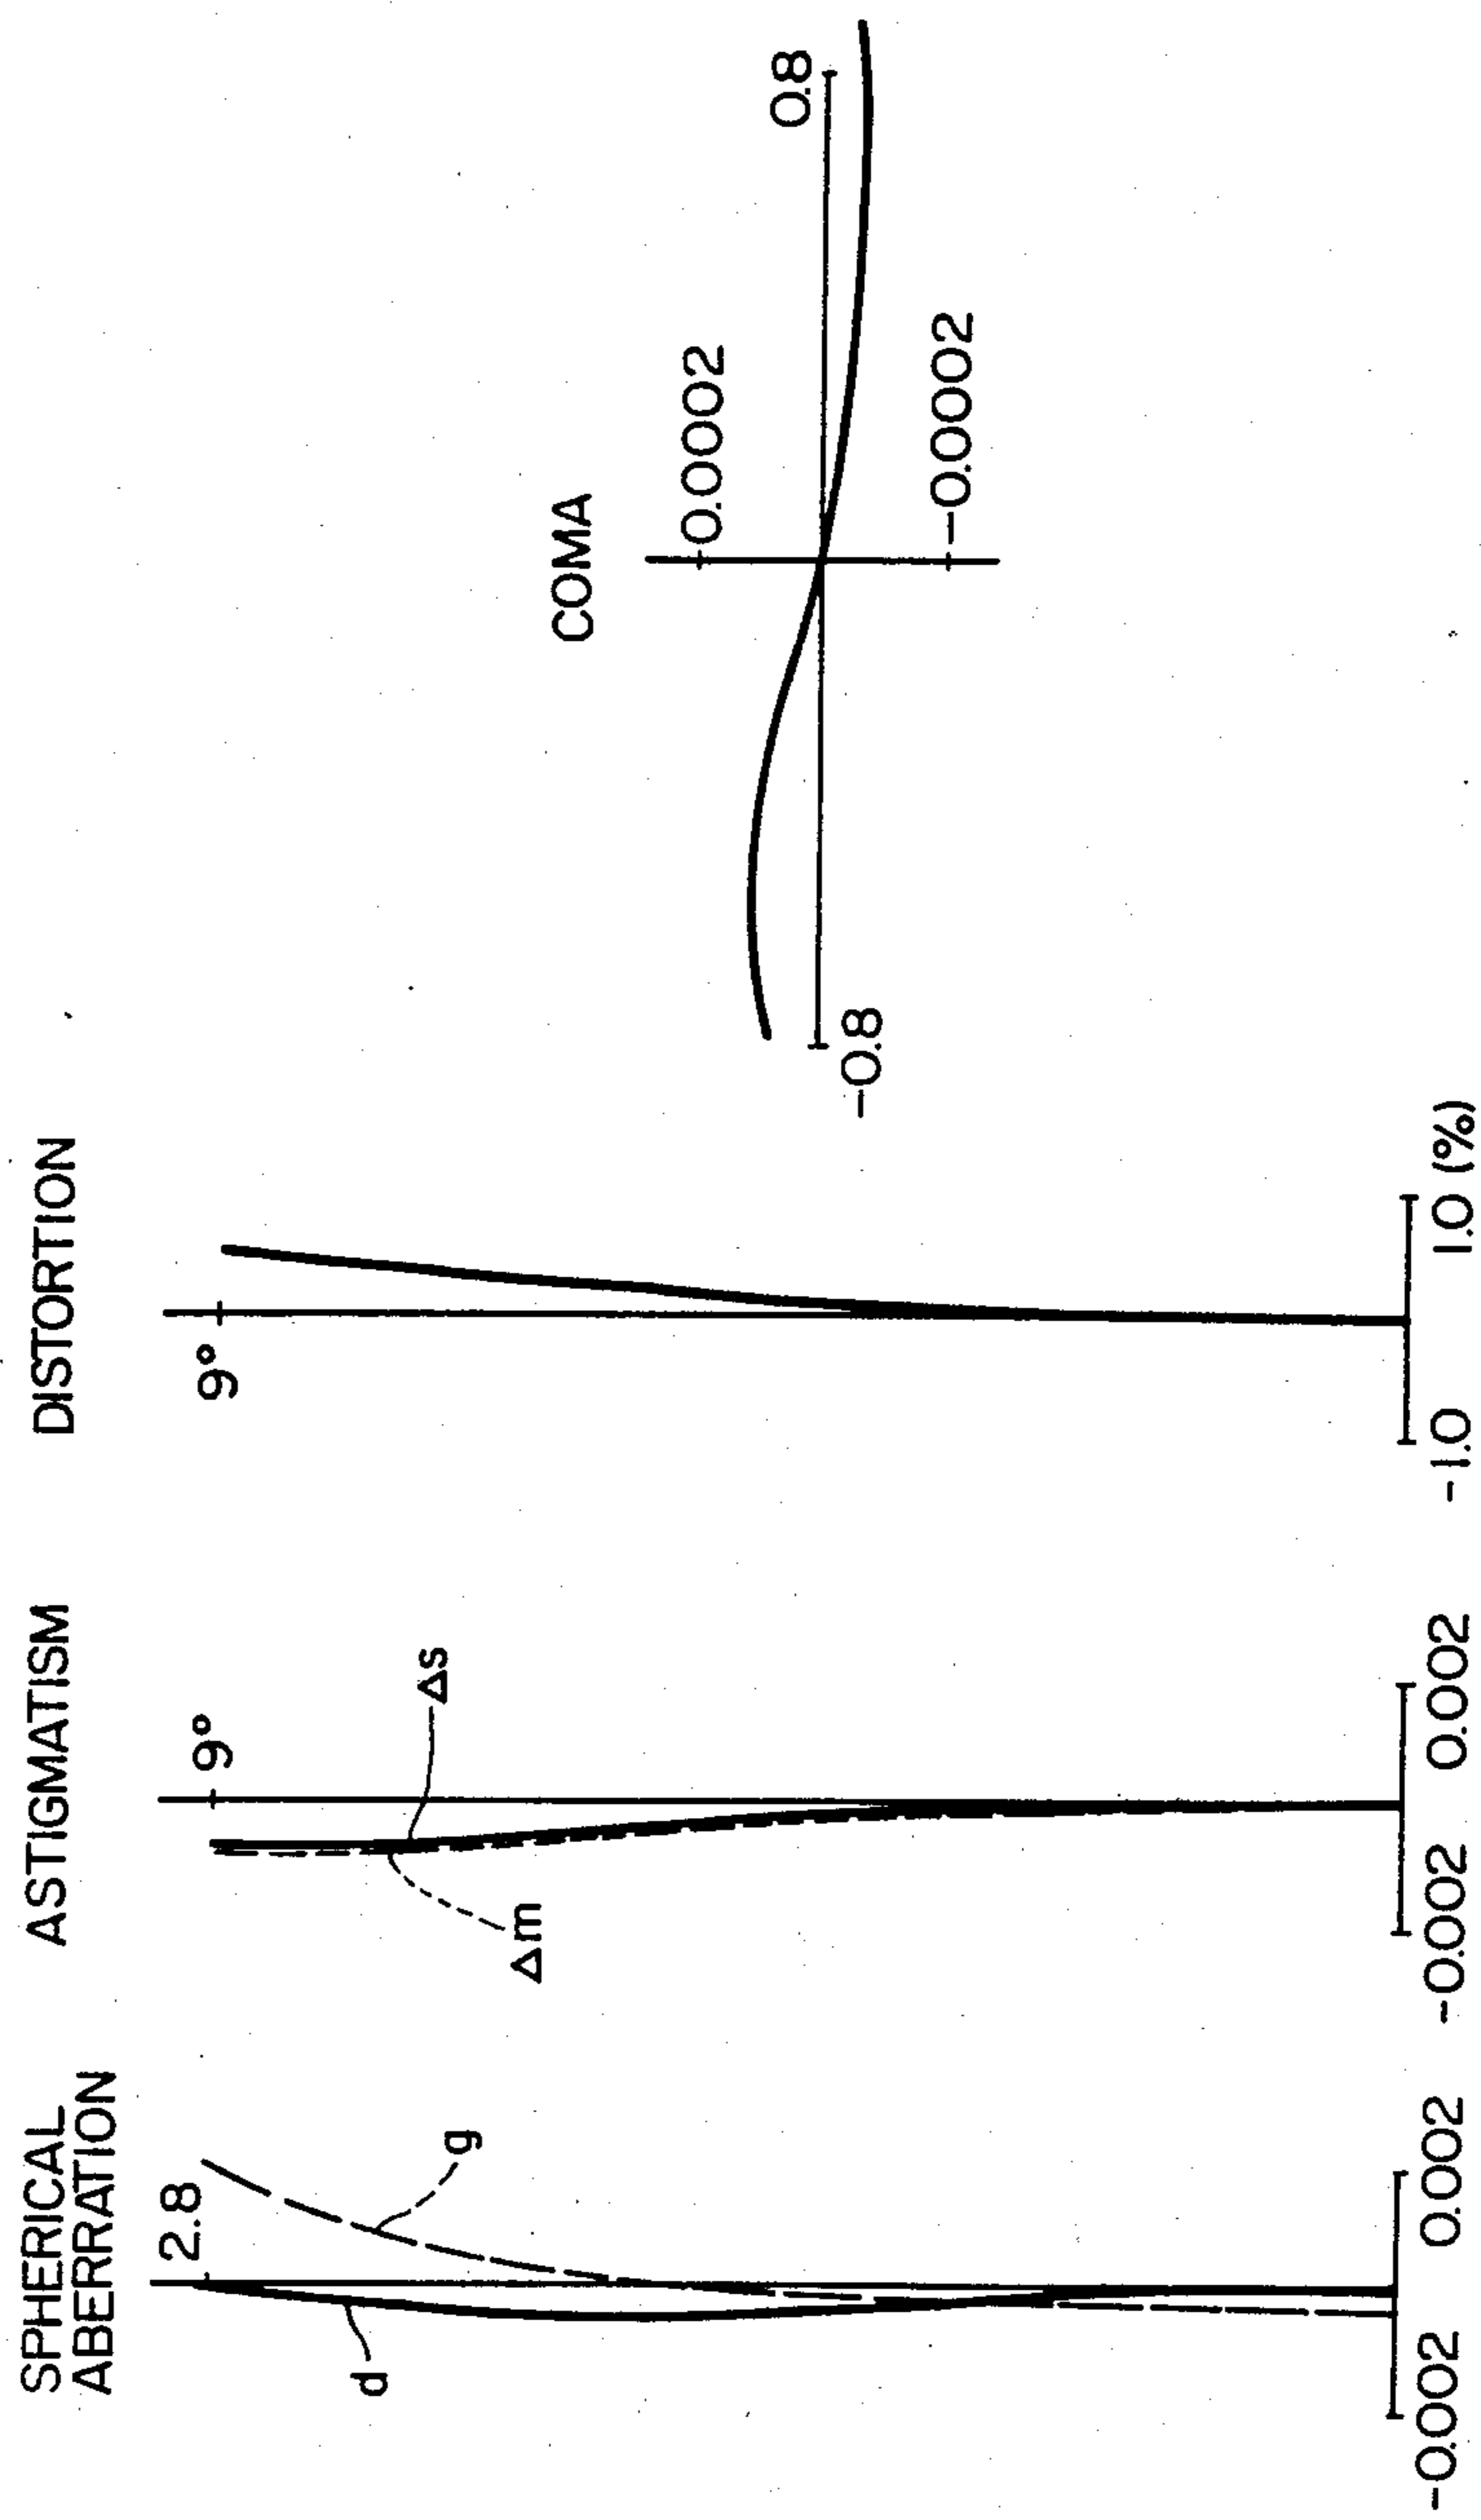 SPHERICAL
ABERRATION
2.8
g
d
-0.002
0.002
ASTIGMATISM
9°
Δs
Δm
-0.002
0.002
DISTORTION
9°
-1.0
1.0 (%)
COMA
0.0002
0.8
-0.8
-0.0002